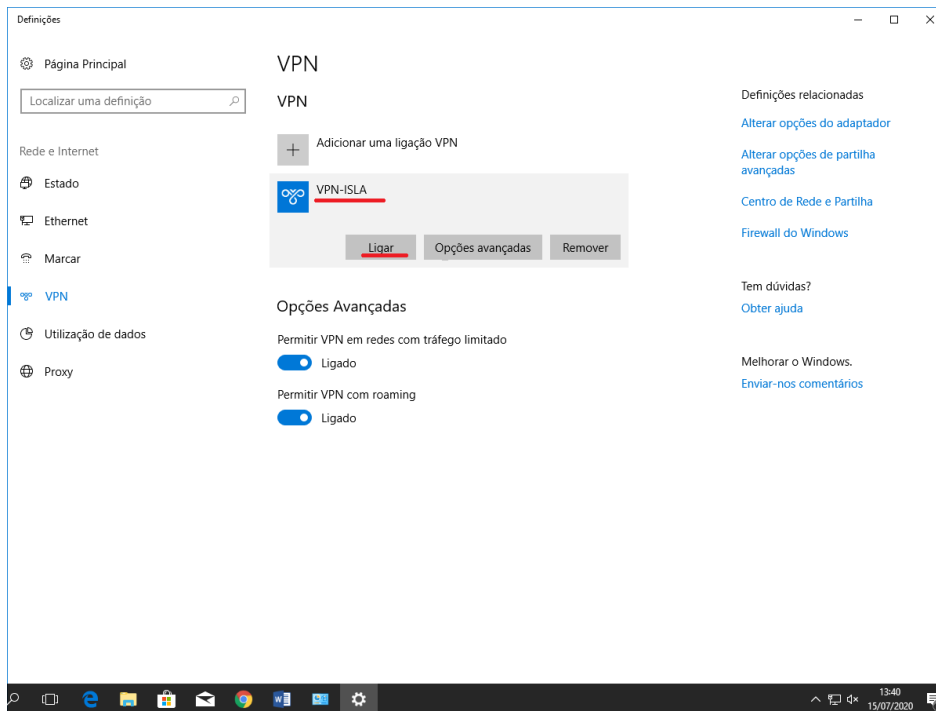 Definições
Página Principal
Localizar uma definição
Rede e Internet
Estado
Ethernet
Marcar
VPN
Utilização de dados
Proxy
VPN
VPN
Adicionar uma ligação VPN
VPN-ISLA
Ligar Opções avançadas Remover
Opções Avançadas
Permitir VPN em redes com tráfego limitado
Ligado
Permitir VPN com roaming
Ligado
Definições relacionadas
Alterar opções do adaptador
Alterar opções de partilha
avançadas
Centro de Rede e Partilha
Firewall do Windows
Tem dúvidas?
Obter ajuda
Melhorar o Windows.
Enviar-nos comentários
13:40
15/07/2020